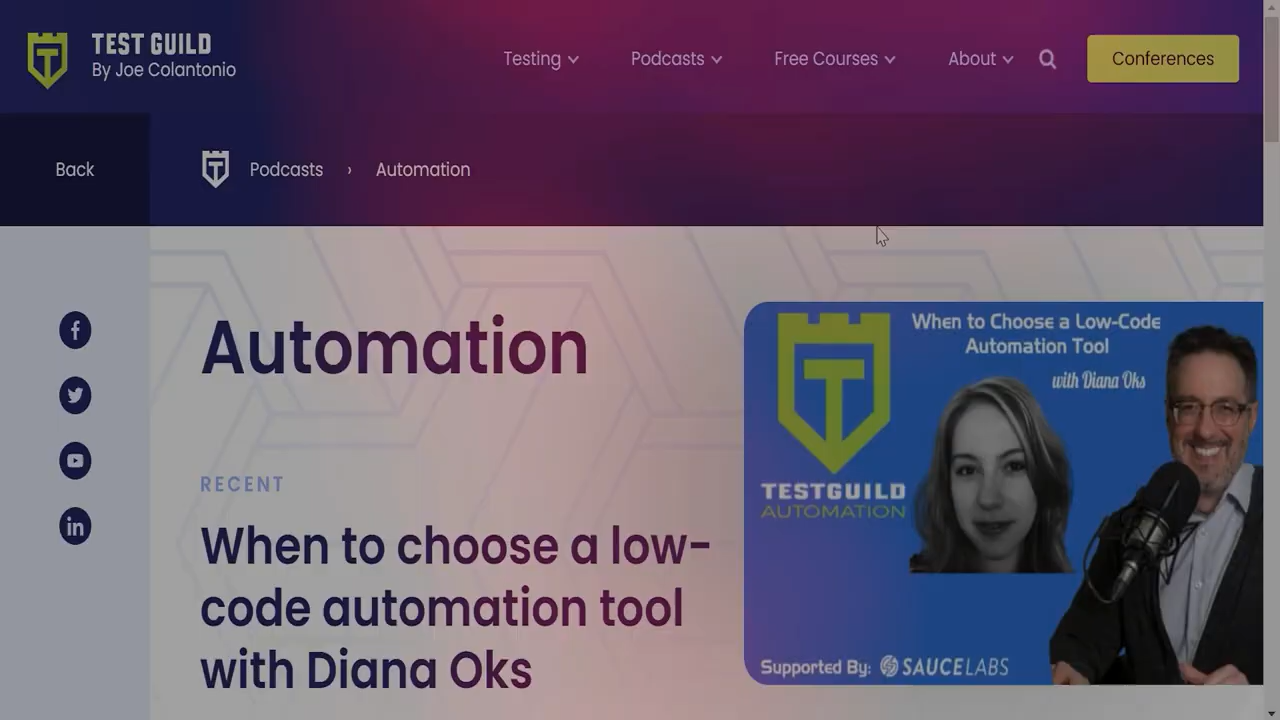 TEST GUILD
By Joe Colantonio
Testing
Podcasts
Free Courses
About
Conferences
Back
Podcasts
›
Automation
Automation
RECENT
When to choose a low-
code automation tool
with Diana Oks
When to Choose a Low-Code
Automation Tool
with Diana Oks
TESTGUILD
AUTOMATION
Supported By: SAUCELABS